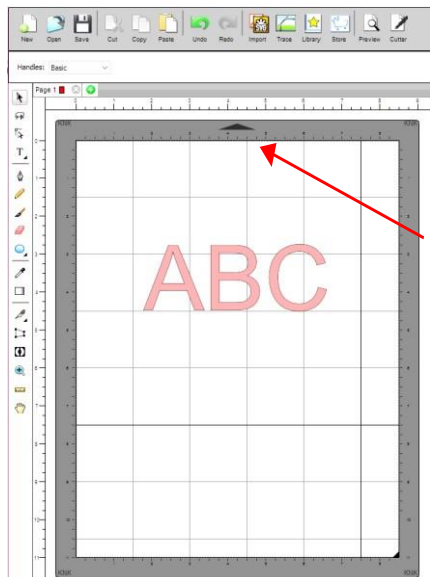 New Open Save Cut Copy Paste Undo Redo Import Trace Library Store Preview Cutter
SVG
Handles: Basic
Page 1
T
KNK KNK
ABC
KNK KNK